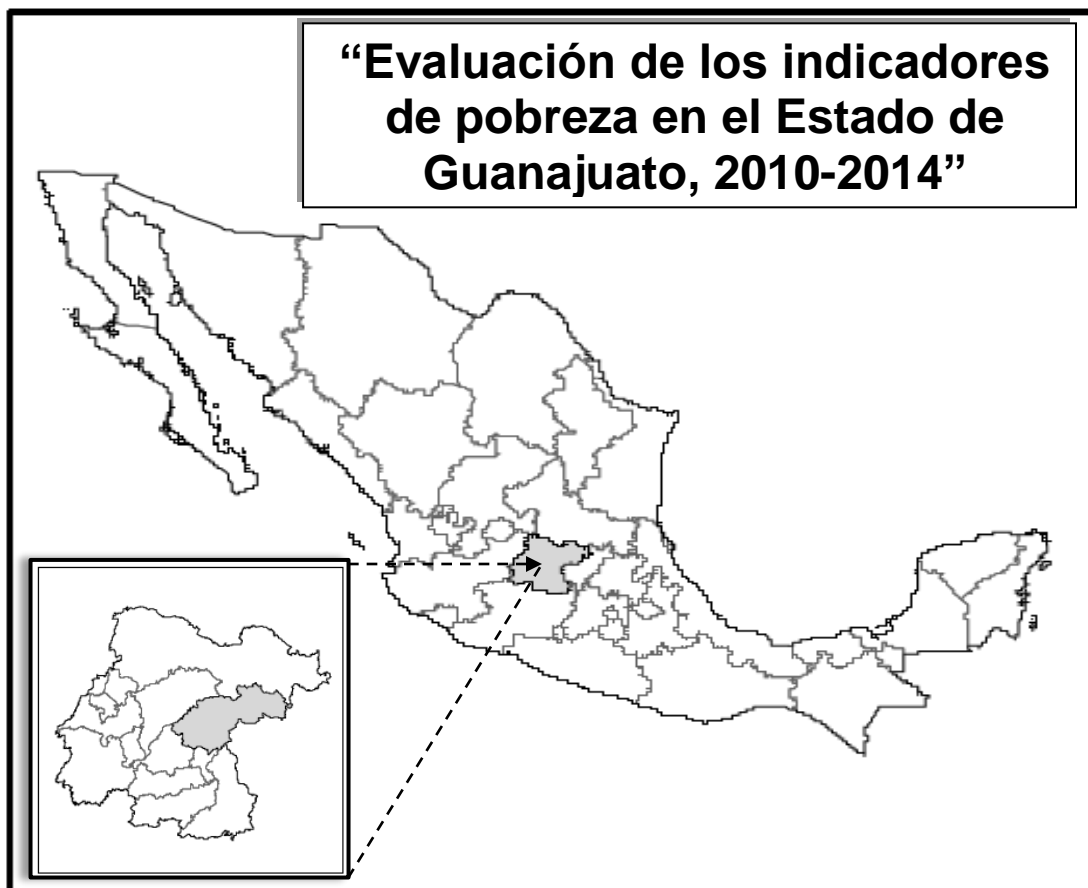 “Evaluación de los indicadores
de pobreza en el Estado de
Guanajuato, 2010-2014”